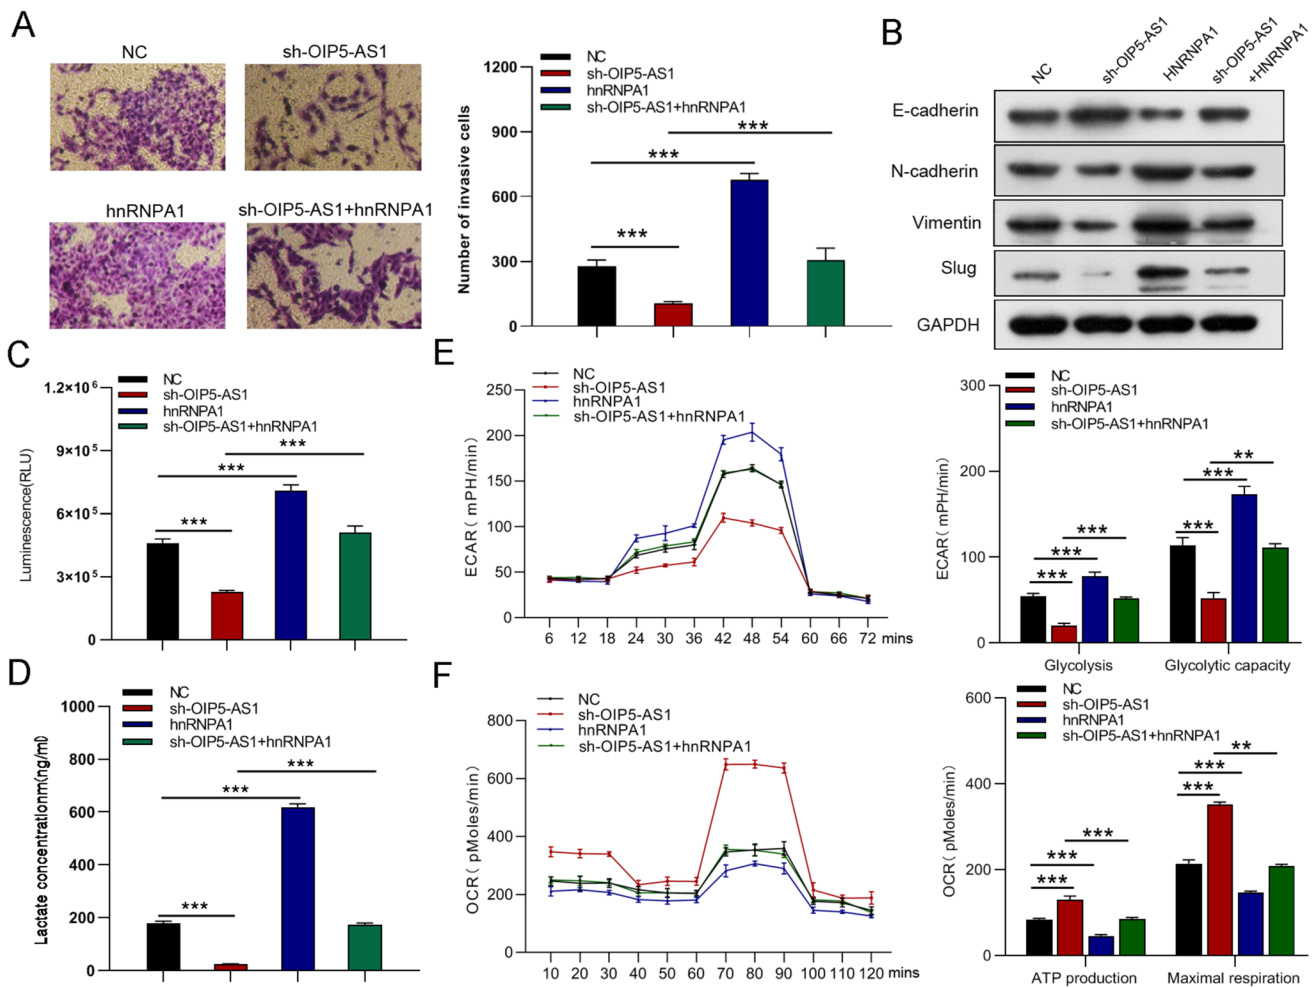 A
NC
sh-OIP5-AS1
hnRNPA1
sh-OIP5-AS1+hnRNPA1
NC
sh-OIP5-AS1
hnRNPA1
sh-OIP5-AS1+hnRNPA1
Number of invasive cells
1200
900
600
300
0
***
***
***
B
NC
sh-OIP5-AS1
HNRNPA1
sh-OIP5-AS1
+HNRNPA1
E-cadherin
N-cadherin
Vimentin
Slug
GAPDH
C
NC
sh-OIP5-AS1
hnRNPA1
sh-OIP5-AS1+hnRNPA1
Luminescence(RLU)
1.2×10⁶
9×10⁵
6×10⁵
3×10⁵
0
***
***
***
D
NC
sh-OIP5-AS1
hnRNPA1
sh-OIP5-AS1+hnRNPA1
Lactate concentration(ng/ml)
1000
800
600
400
200
0
***
***
***
E
NC
sh-OIP5-AS1
hnRNPA1
sh-OIP5-AS1+hnRNPA1
ECAR( mPH/min)
250
200
150
100
50
0
6 12 18 24 30 36 42 48 54 60 66 72 mins
NC
sh-OIP5-AS1
hnRNPA1
sh-OIP5-AS1+hnRNPA1
ECAR( mPH/min)
300
200
100
0
**
***
***
***
***
***
Glycolysis Glycolytic capacity
F
NC
sh-OIP5-AS1
hnRNPA1
sh-OIP5-AS1+hnRNPA1
OCR( pMoles/min)
800
600
400
200
0
10 20 30 40 50 60 70 80 90 100 110 120 mins
NC
sh-OIP5-AS1
hnRNPA1
sh-OIP5-AS1+hnRNPA1
OCR( pMoles/min)
600
400
200
0
**
***
***
***
***
***
ATP production Maximal respiration